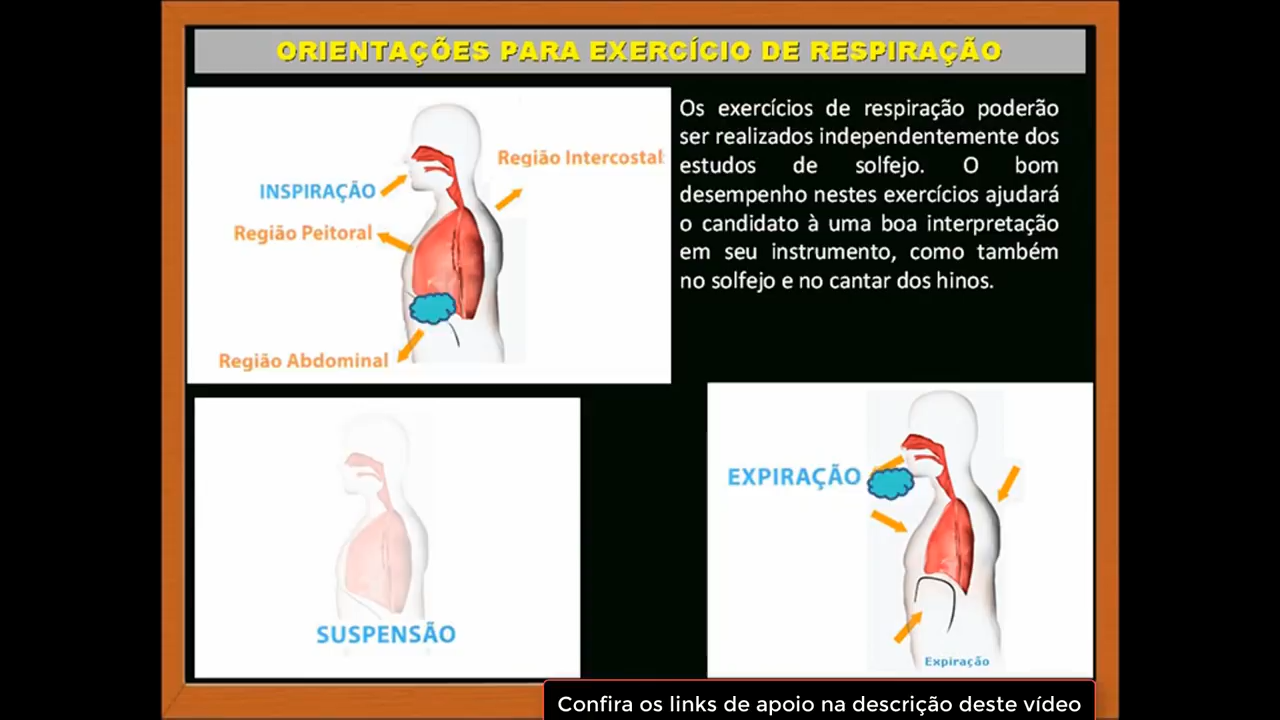 ORIENTAÇÕES PARA EXERCÍCIO DE RESPIRAÇÃO
Região Intercostal
INSPIRAÇÃO
Região Peitoral
Região Abdominal
Os exercícios de respiração poderão
ser realizados independentemente dos
estudos de solfejo. O bom
desempenho nestes exercícios ajudará
o candidato à uma boa interpretação
em seu instrumento, como também
no solfejo e no cantar dos hinos.
SUSPENSÃO
EXPIRAÇÃO
Expiração
Confira os links de apoio na descrição deste vídeo